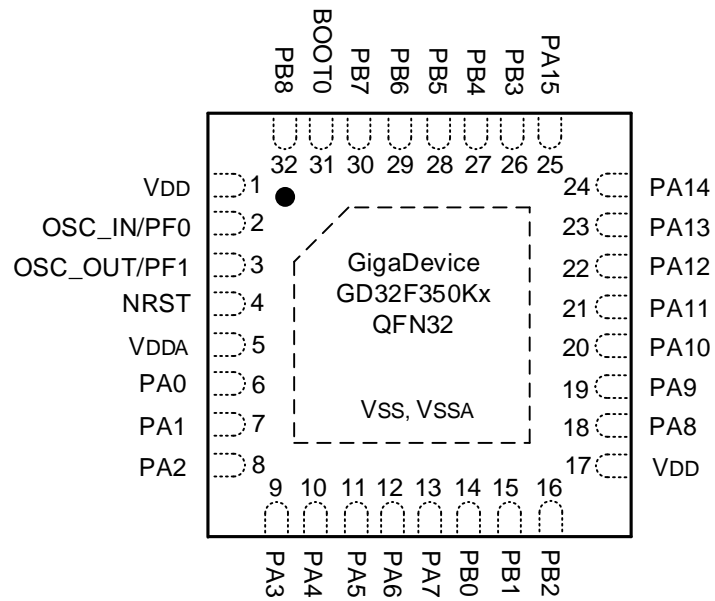 PB8
BOOT0
PB7
PB6
PB5
PB4
PB3
PA15
32 31 30 29 28 27 26 25
VDD 1
OSC_IN/PF0 2
OSC_OUT/PF1 3
NRST 4
VDDA 5
PA0 6
PA1 7
PA2 8
GigaDevice
GD32F350Kx
QFN32
VSS, VSSA
24 PA14
23 PA13
22 PA12
21 PA11
20 PA10
19 PA9
18 PA8
17 VDD
9 10 11 12 13 14 15 16
PA3
PA4
PA5
PA6
PA7
PB0
PB1
PB2